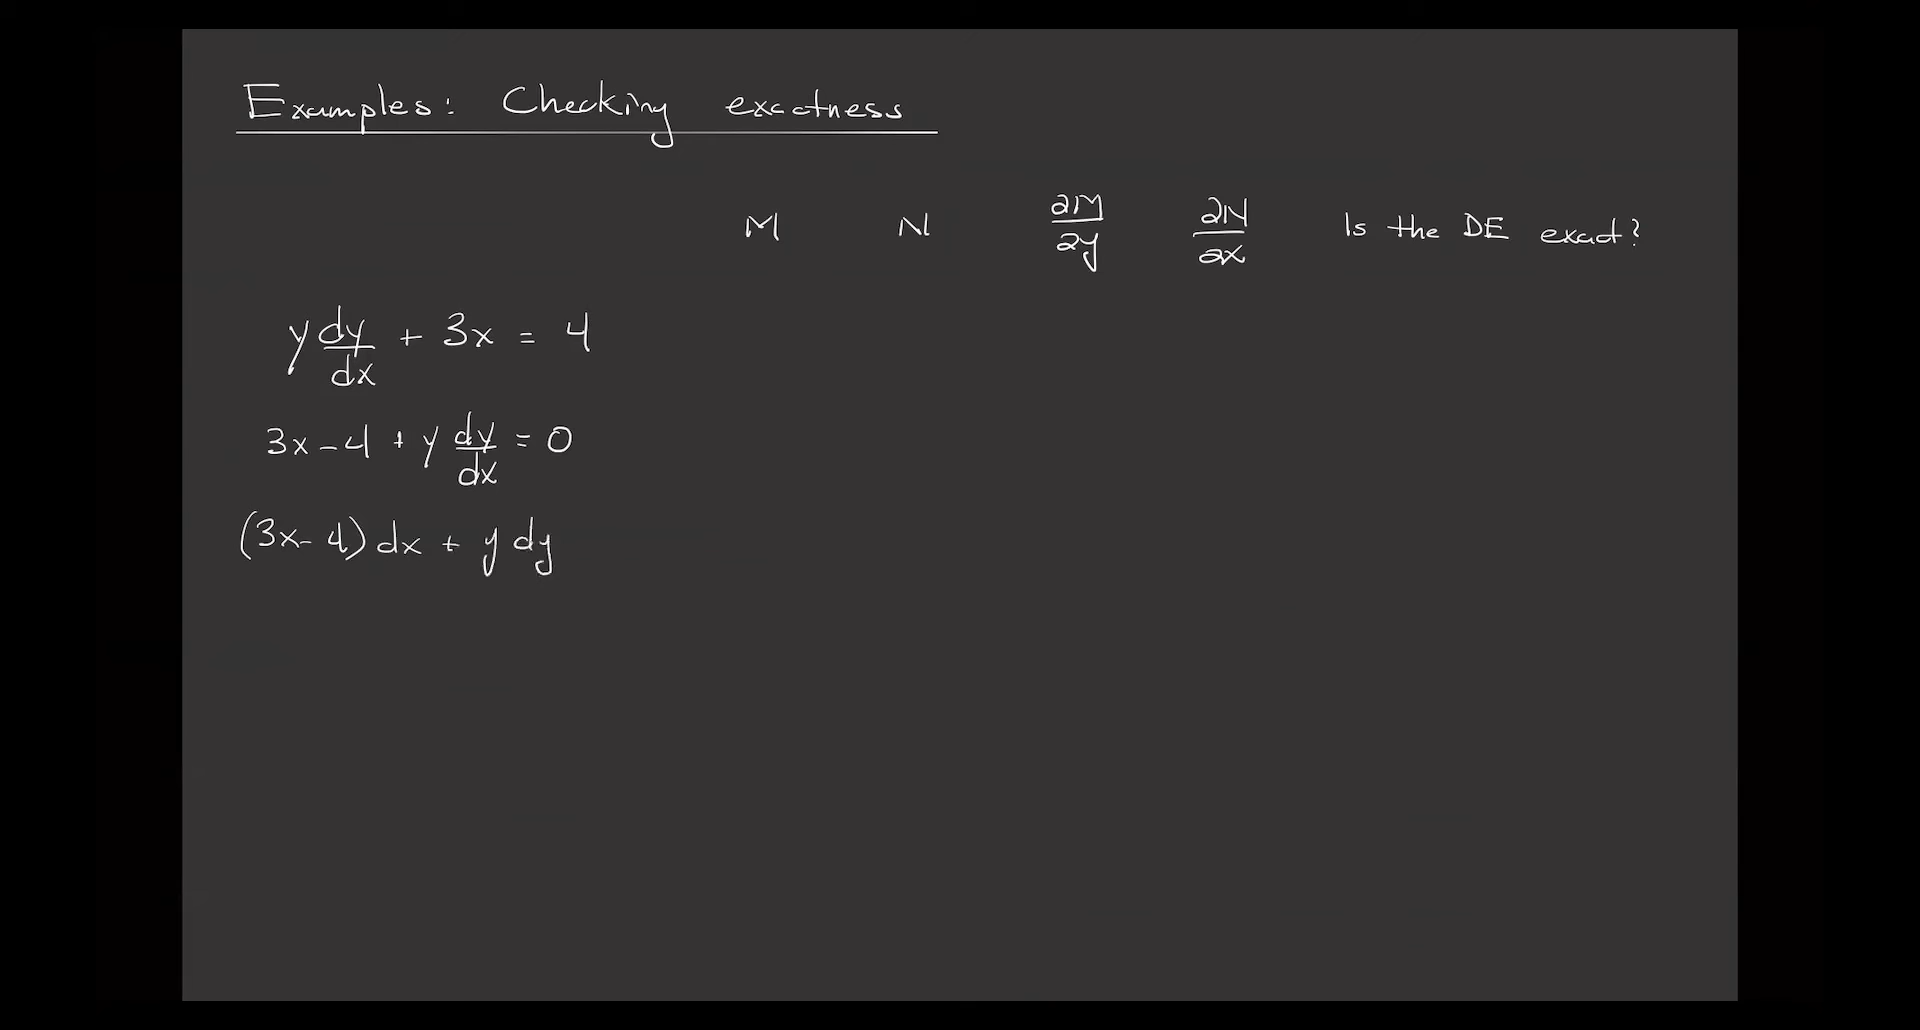 Examples: Checking exactness
M N ∂M/∂y ∂N/∂x Is the DE exact?
y dy/dx + 3x = 4
3x - 4 + y dy/dx = 0
(3x - 4) dx + y dy